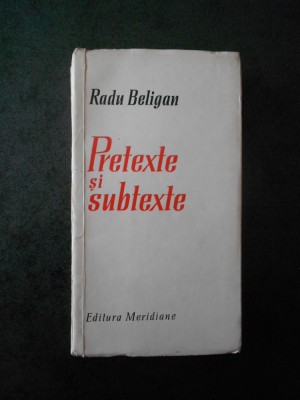 Radu Beligan
Pretexte
și
subtexte
Editura Meridiane